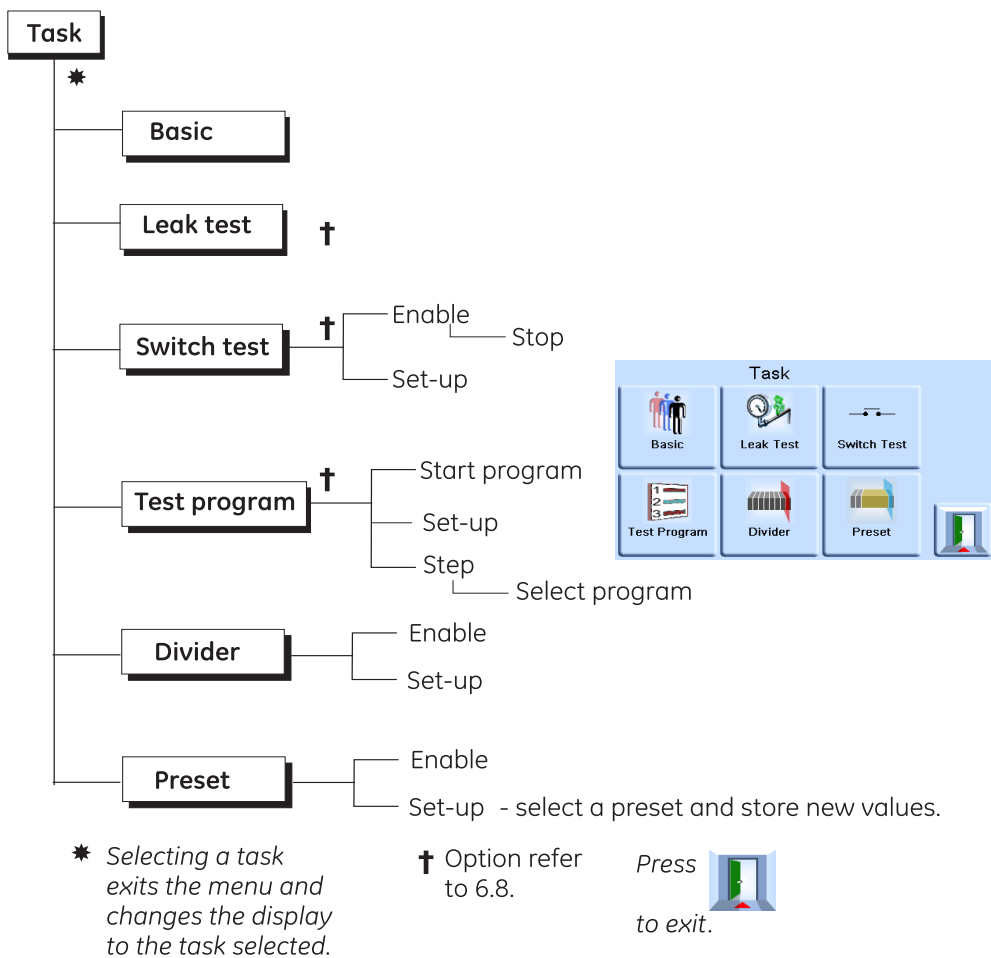 Task
✷
Basic
Leak test †
Switch test †
Enable
Stop
Set-up
Task
Basic
Leak Test
Switch Test
1
2
3
Test Program
Divider
Preset
Test program †
Start program
Set-up
Step
Select program
Divider
Enable
Set-up
Preset
Enable
Set-up - select a preset and store new values.
✷ Selecting a task
exits the menu and
changes the display
to the task selected.
† Option refer
to 6.8.
Press
to exit.